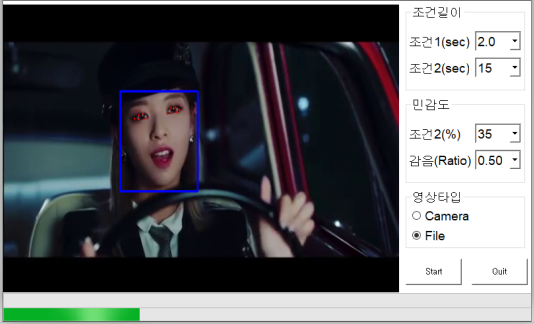 조건길이
조건1(sec) 2.0
조건2(sec) 15
민감도
조건2(%) 35
감음(Ratio) 0.50
영상타입
Camera
File
Start Quit